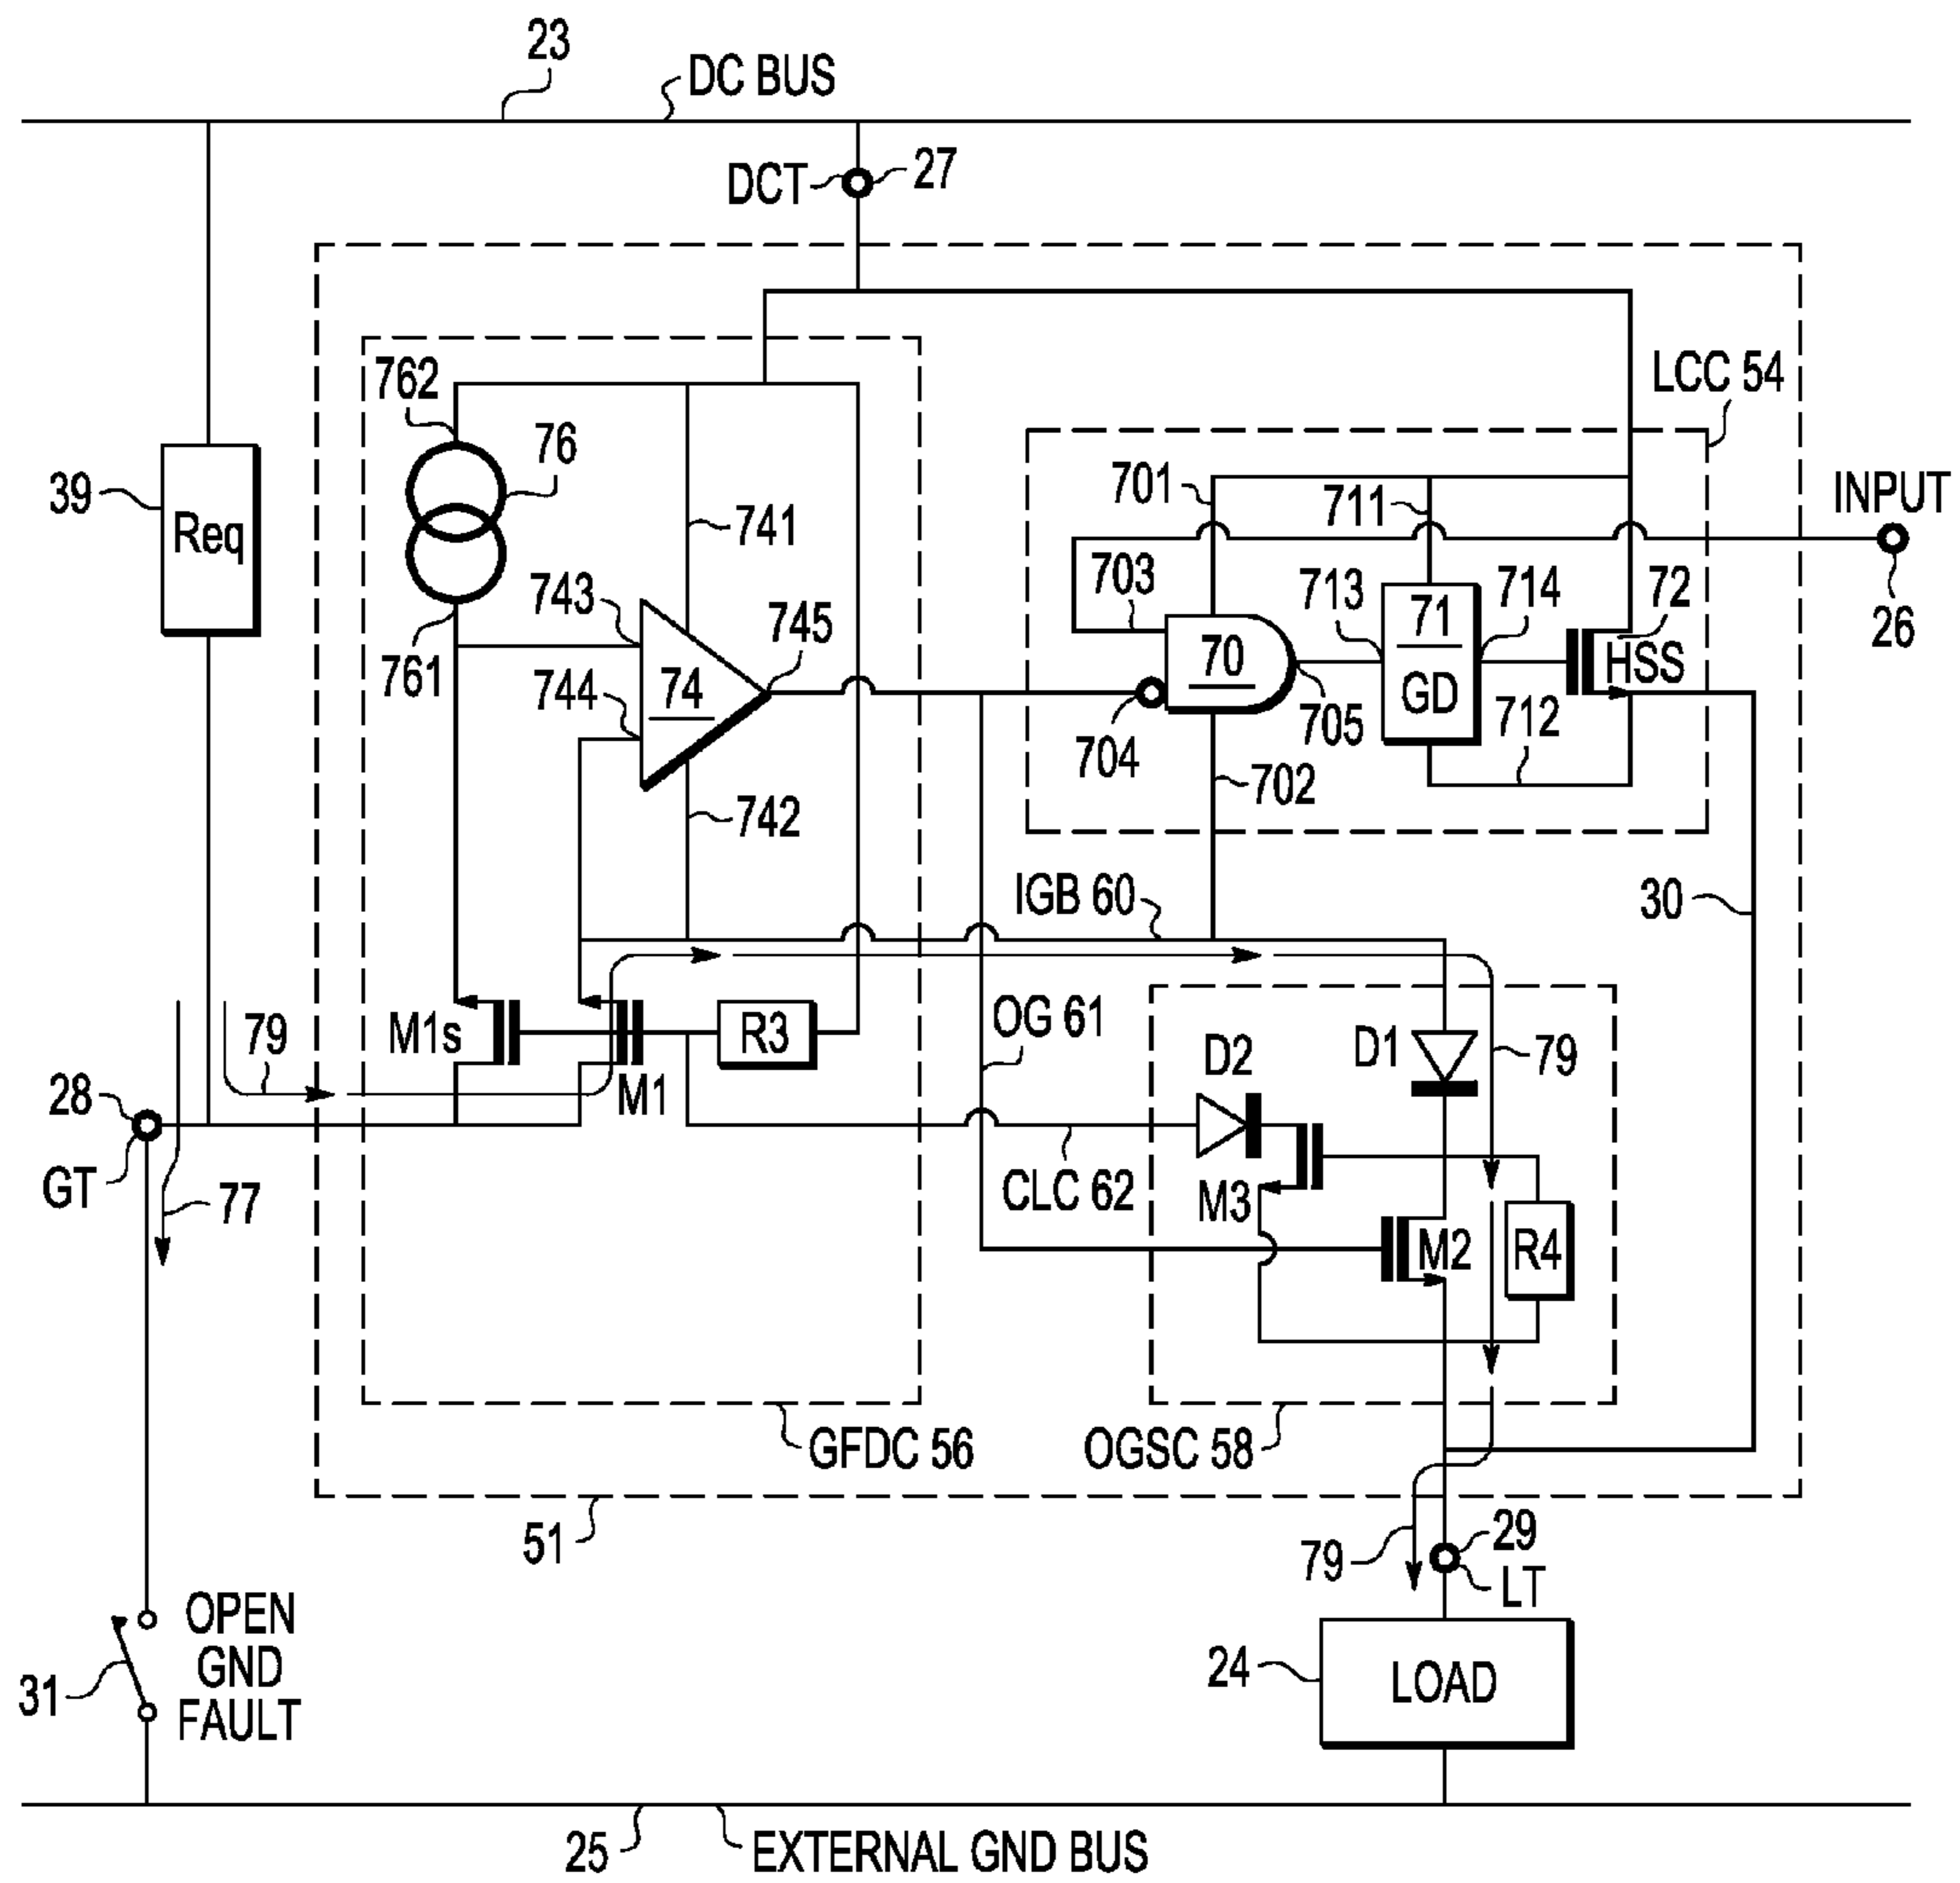 23
DC BUS
DCT
27
LCC 54
762
76
39
Req
741
701
711
INPUT
26
703
743
745
713
71
GD
714
72
HSS
761
744
74
70
704
705
712
742
702
IGB 60
30
M1s
M1
R3
OG 61
D2
D1
79
79
28
GT
77
CLC 62
M3
M2
R4
GFDC 56
OGSC 58
51
79
29
LT
OPEN
GND
FAULT
31
24
LOAD
25
EXTERNAL GND BUS